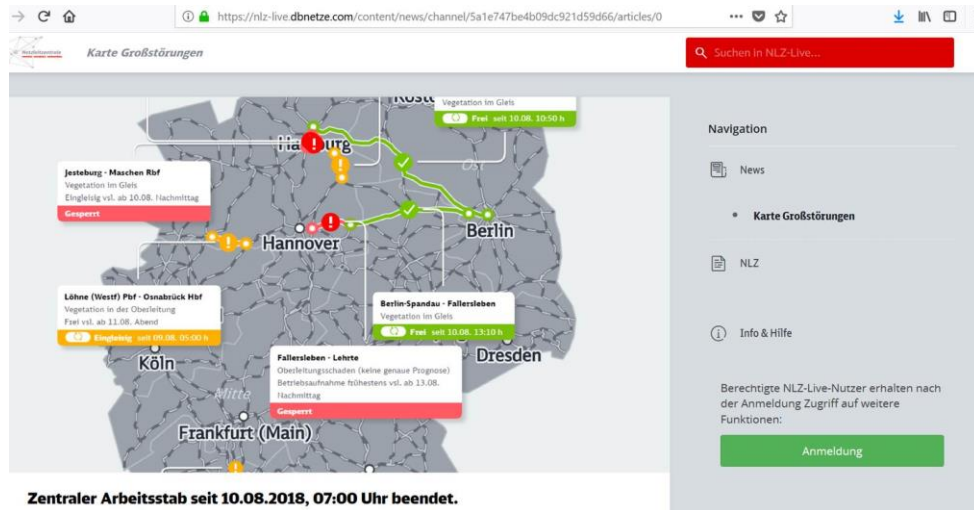 https://nlz-live.dbnetze.com/content/news/channel/5a1e747be4b09dc921d59d66/articles/0
Netzleitzentrale
Karte Großstörungen
Suchen in NLZ-Live...
Vegetation im Gleis
Frei seit 10.08. 10:50 h
Ost
Jesteburg - Maschen Rbf
Vegetation im Gleis
Eingleisig vsl. ab 10.08. Nachmittag
Gesperrt
Hannover
Berlin
Löhne (Westf) Pbf - Osnabrück Hbf
Vegetation in der Oberleitung
Frei vsl. ab 11.08. Abend
Eingleisig seit 09.08. 05:00 h
Berlin-Spandau - Fallersleben
Vegetation im Gleis
Frei seit 10.08. 13:10 h
Köln
Fallersleben - Lehrte
Oberleitungsschaden (keine genaue Prognose)
Betriebsaufnahme frühestens vsl. ab 13.08.
Nachmittag
Gesperrt
Dresden
Mitte
Frankfurt (Main)
Zentraler Arbeitsstab seit 10.08.2018, 07:00 Uhr beendet.
Navigation
News
Karte Großstörungen
NLZ
Info & Hilfe
Berechtigte NLZ-Live-Nutzer erhalten nach
der Anmeldung Zugriff auf weitere
Funktionen:
Anmeldung